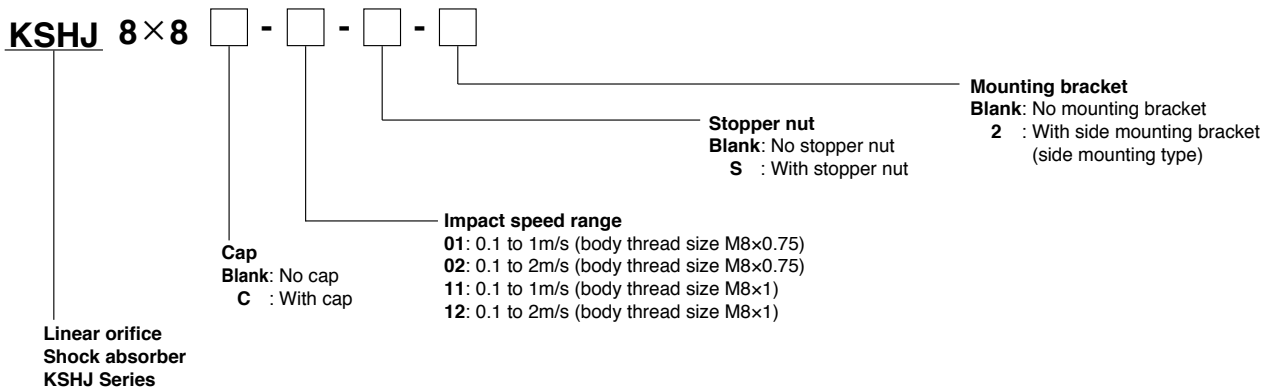 KSHJ 8×8 □ - □ - □ - □
Mounting bracket
Blank: No mounting bracket
2 : With side mounting bracket
(side mounting type)
Stopper nut
Blank: No stopper nut
S : With stopper nut
Impact speed range
01: 0.1 to 1m/s (body thread size M8×0.75)
02: 0.1 to 2m/s (body thread size M8×0.75)
11: 0.1 to 1m/s (body thread size M8×1)
12: 0.1 to 2m/s (body thread size M8×1)
Cap
Blank: No cap
C : With cap
Linear orifice
Shock absorber
KSHJ Series